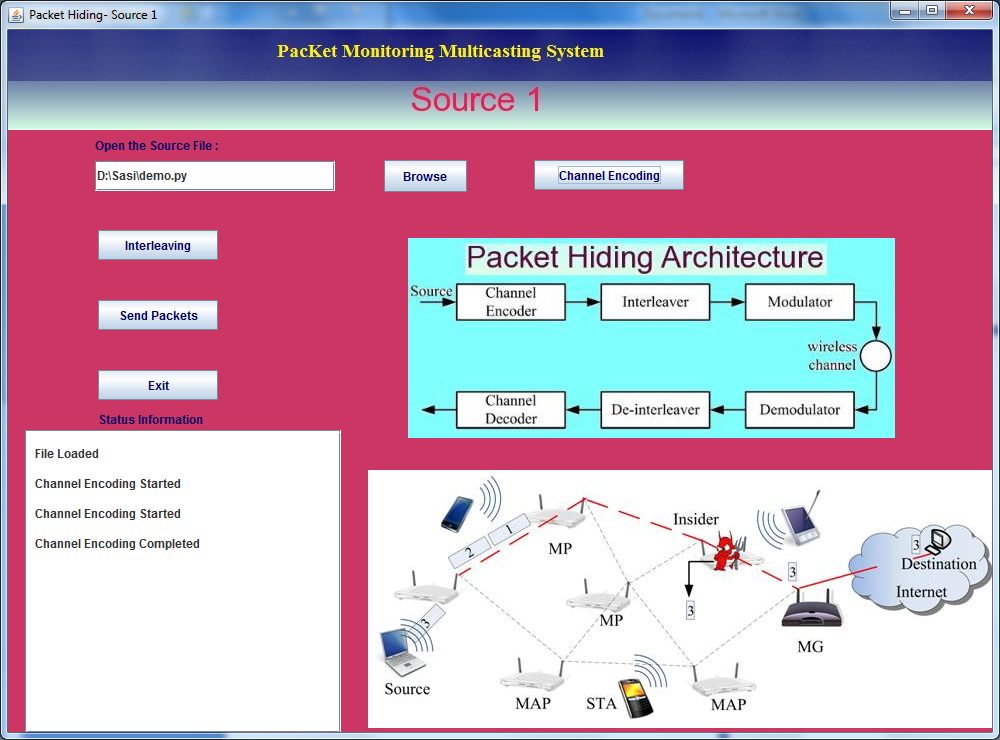 Packet Hiding- Source 1
PacKet Monitoring Multicasting System
Source 1
Open the Source File :
D:\Sasi\demo.py
Browse
Channel Encoding
Interleaving
Send Packets
Exit
Status Information
File Loaded
Channel Encoding Started
Channel Encoding Started
Channel Encoding Completed
Packet Hiding Architecture
Source
Channel
Encoder
Interleaver
Modulator
wireless
channel
Channel
Decoder
De-interleaver
Demodulator
1
2
3
MP
Insider
3
3
3
Destination
Internet
MP
MG
Source
MAP
STA
MAP